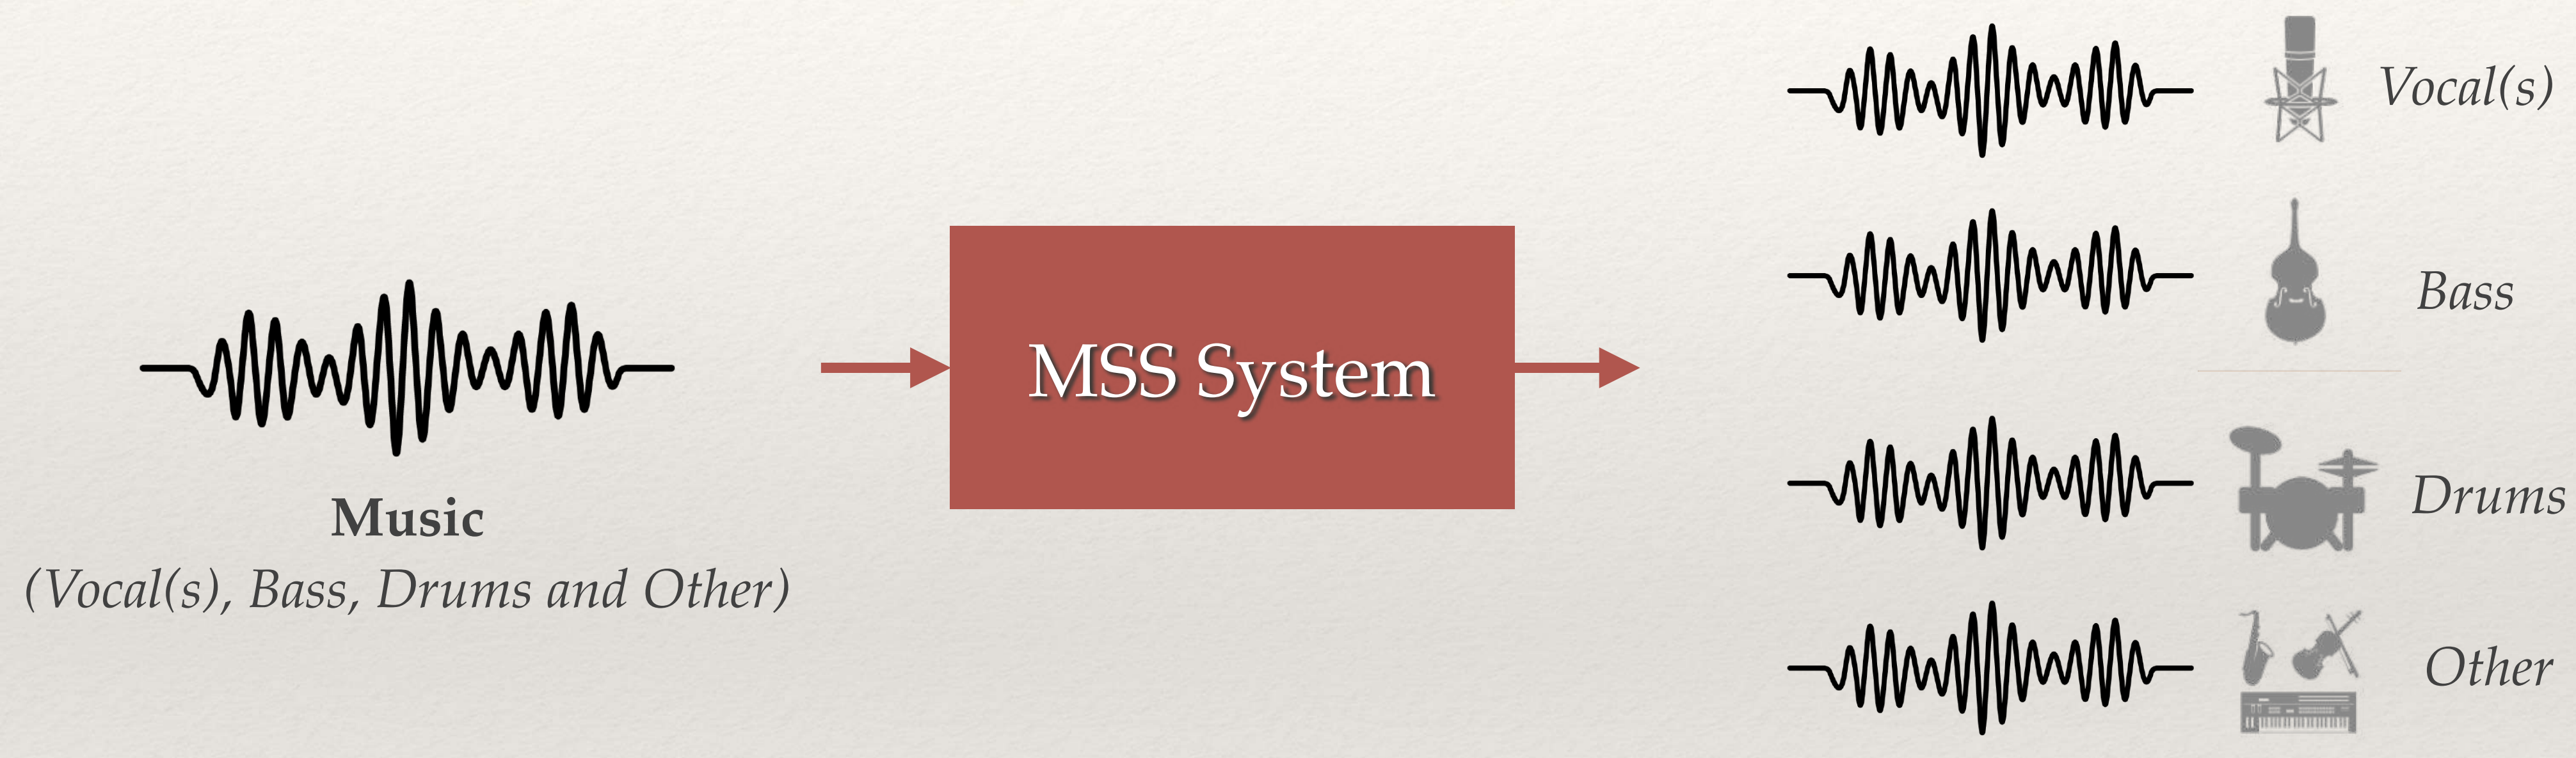 Music
(Vocal(s), Bass, Drums and Other)
MSS System
Vocal(s)
Bass
Drums
Other